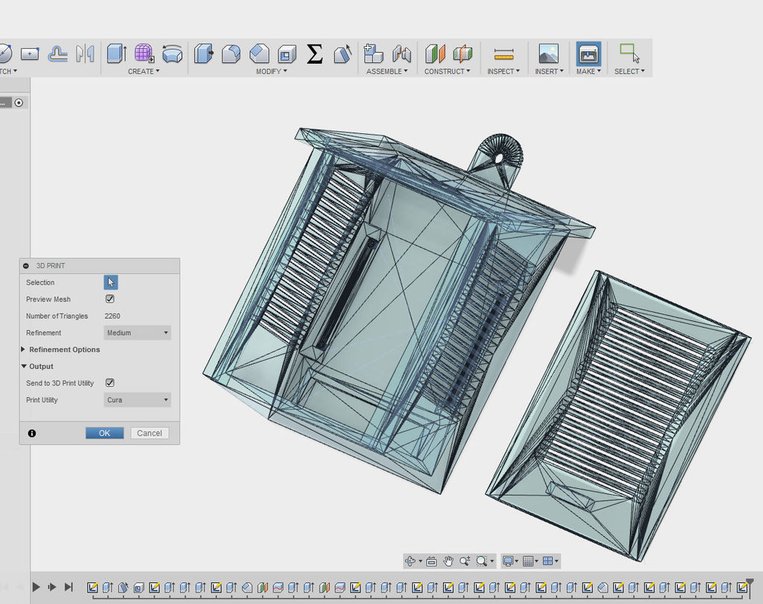 TCH ▾
CREATE ▾
MODIFY ▾
ASSEMBLE ▾
CONSTRUCT ▾
INSPECT ▾
INSERT ▾
MAKE ▾
SELECT ▾
3D PRINT
Selection
Preview Mesh
Number of Triangles 2260
Refinement Medium
Refinement Options
Output
Send to 3D Print Utility
Print Utility Cura
OK Cancel